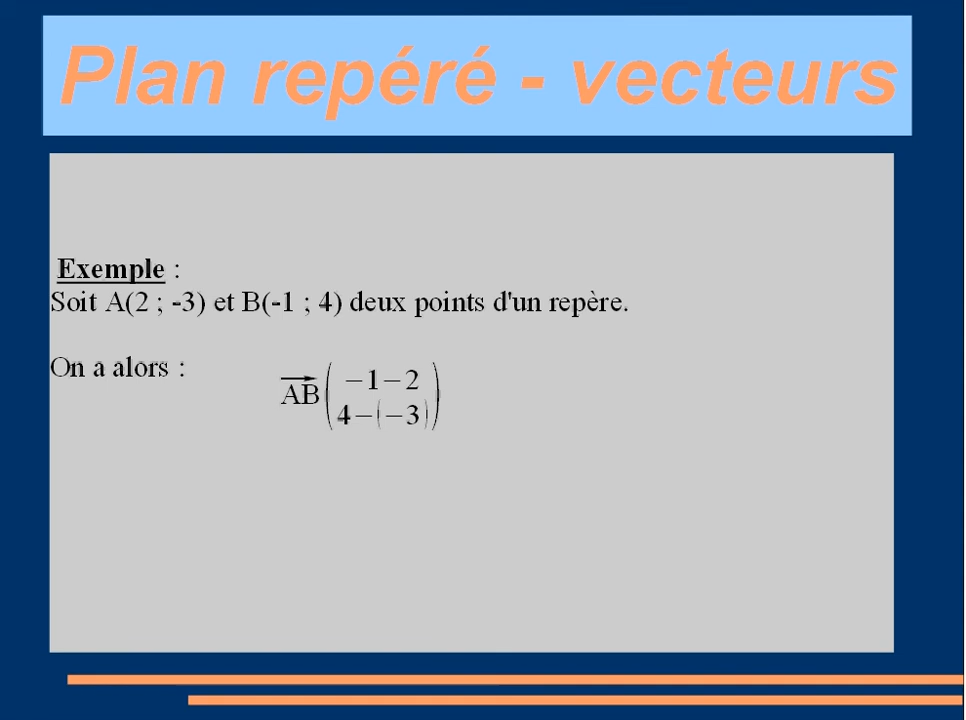 Plan repéré - vecteurs
Exemple :
Soit A(2 ; -3) et B(-1 ; 4) deux points d'un repère.
On a alors :
AB⃗ ( −1−2
4−(−3) )